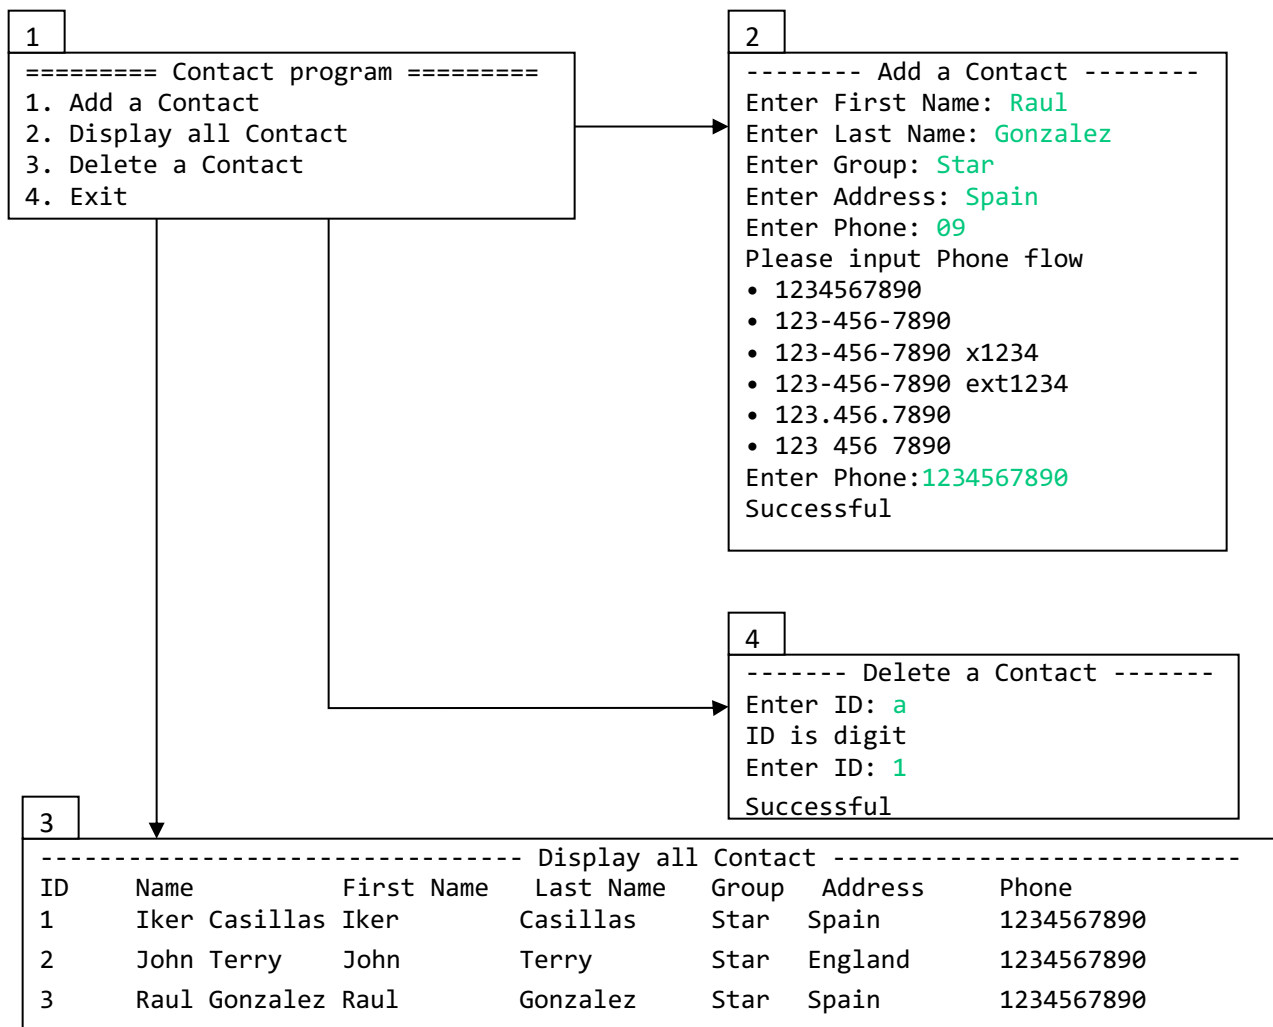 1
========= Contact program =========
1. Add a Contact
2. Display all Contact
3. Delete a Contact
4. Exit
2
-------- Add a Contact --------
Enter First Name: Raul
Enter Last Name: Gonzalez
Enter Group: Star
Enter Address: Spain
Enter Phone: 09
Please input Phone flow
• 1234567890
• 123-456-7890
• 123-456-7890 x1234
• 123-456-7890 ext1234
• 123.456.7890
• 123 456 7890
Enter Phone:1234567890
Successful
4
------- Delete a Contact -------
Enter ID: a
ID is digit
Enter ID: 1
Successful
3
--------------------------------- Display all Contact ----------------------------
ID Name First Name Last Name Group Address Phone
1 Iker Casillas Iker Casillas Star Spain 1234567890
2 John Terry John Terry Star England 1234567890
3 Raul Gonzalez Raul Gonzalez Star Spain 1234567890